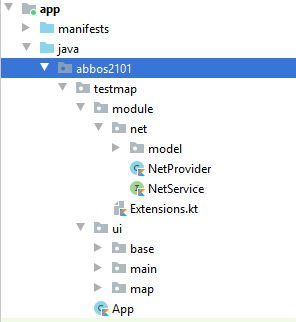 app
manifests
java
abbos2101
testmap
module
net
model
NetProvider
NetService
Extensions.kt
ui
base
main
map
App